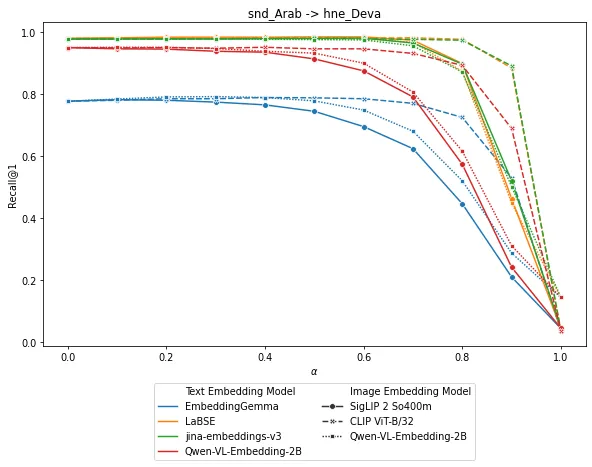 snd_Arab -> hne_Deva
Recall@1
1.0
0.8
0.6
0.4
0.2
0.0
0.0 0.2 0.4 0.6 0.8 1.0
α
Text Embedding Model
EmbeddingGemma
LaBSE
jina-embeddings-v3
Qwen-VL-Embedding-2B
Image Embedding Model
SigLIP 2 So400m
CLIP ViT-B/32
Qwen-VL-Embedding-2B